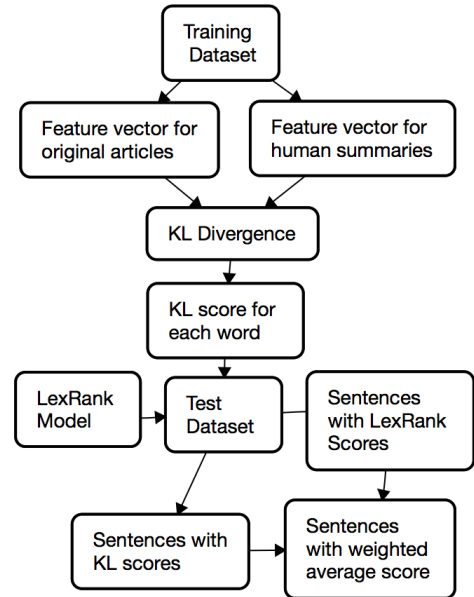 Training
Dataset
Feature vector for
original articles
Feature vector for
human summaries
KL Divergence
KL score for
each word
LexRank
Model
Test
Dataset
Sentences
with LexRank
Scores
Sentences with
KL scores
Sentences
with weighted
average score